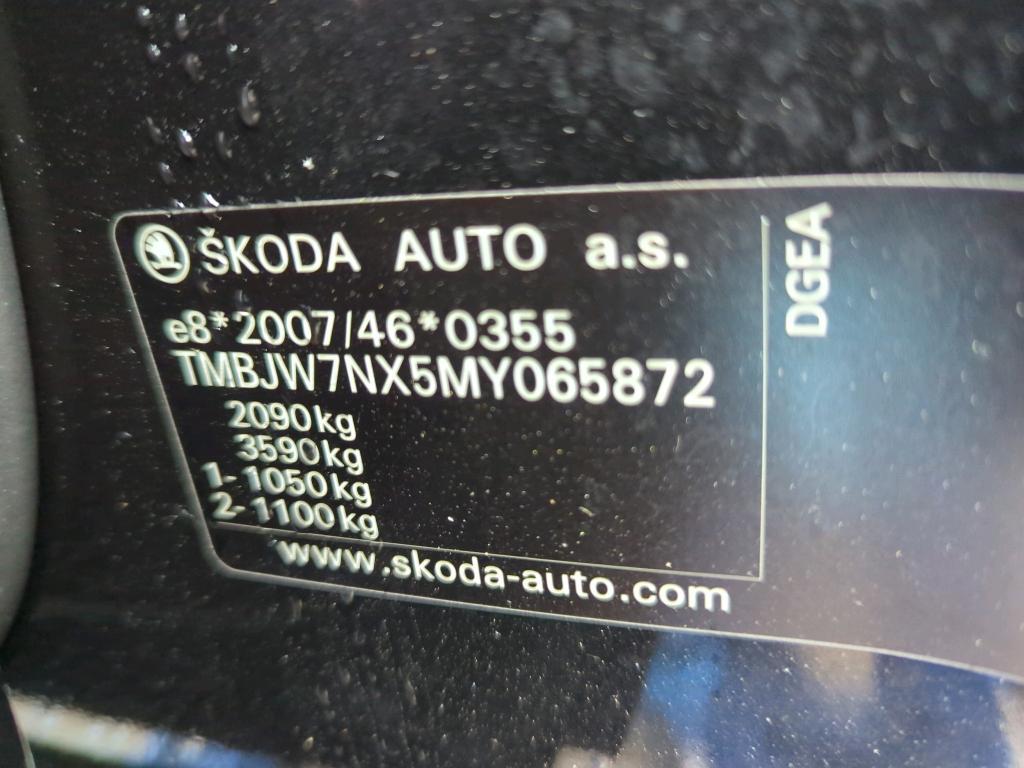 ŠKODA AUTO a.s.
e8*2007/46*0355
TMBJW7NX5MY065872
2090kg
3590kg
1- 1050kg
2- 1100kg
www.skoda-auto.com
DGEA